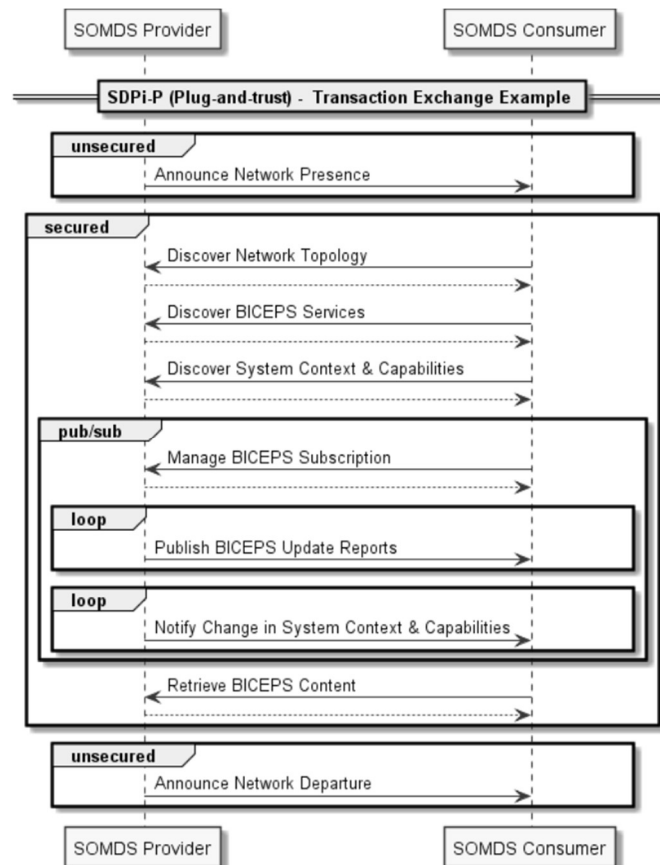 SOMDS Provider
SOMDS Consumer
SDPi-P (Plug-and-trust) - Transaction Exchange Example
unsecured
Announce Network Presence
secured
Discover Network Topology
Discover BICEPS Services
Discover System Context & Capabilities
pub/sub
Manage BICEPS Subscription
loop
Publish BICEPS Update Reports
loop
Notify Change in System Context & Capabilities
Retrieve BICEPS Content
unsecured
Announce Network Departure
SOMDS Provider
SOMDS Consumer